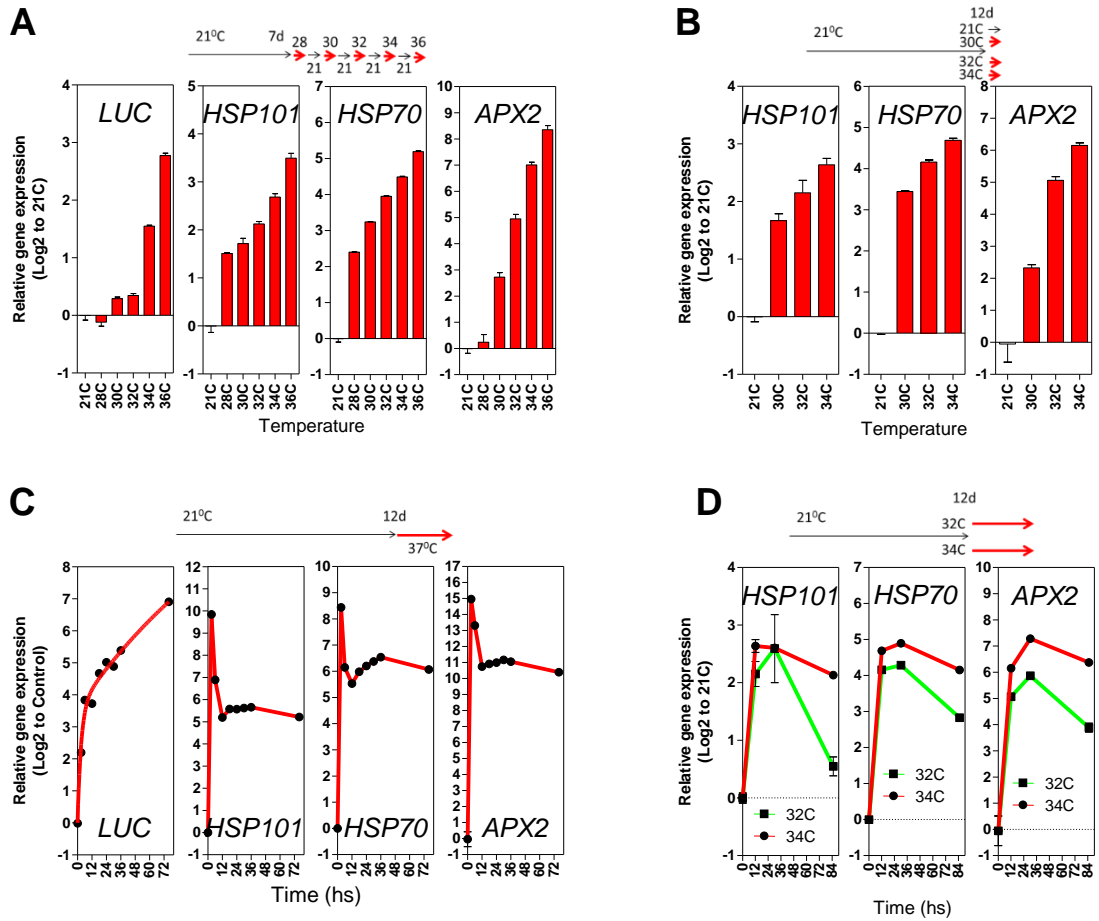 A
21⁰C 7d 28 30 32 34 36
21 21 21 21
Relative gene expression
(Log2 to 21C)
LUC
4
3
2
1
0
-1
21C 28C 30C 32C 34C 36C
HSP101
5
4
3
2
1
0
-1
21C 28C 30C 32C 34C 36C
HSP70
7
6
5
4
3
2
1
0
-1
21C 28C 30C 32C 34C 36C
APX2
10
9
8
7
6
5
4
3
2
1
0
-1
21C 28C 30C 32C 34C 36C
Temperature
B
12d
21⁰C
21C
30C
32C
34C
Relative gene expression
(Log2 to 21C)
HSP101
4
3
2
1
0
-1
21C 30C 32C 34C
HSP70
6
5
4
3
2
1
0
-1
21C 30C 32C 34C
APX2
8
7
6
5
4
3
2
1
0
-1
21C 30C 32C 34C
Temperature
C
21⁰C 12d
37⁰C
Relative gene expression
(Log2 to Control)
8
7
6
5
4
3
2
1
0
-1
LUC
0 12 24 36 48 60 72
12
11
10
9
8
7
6
5
4
3
2
1
0
-1
HSP101
0 12 24 36 48 60 72
10
9
8
7
6
5
4
3
2
1
0
-1
HSP70
0 12 24 36 48 60 72
17
16
15
14
13
12
11
10
9
8
7
6
5
4
3
2
1
0
-1
APX2
0 12 24 36 48 60 72
Time (hs)
D
12d
21⁰C
32C
34C
Relative gene expression
(Log2 to 21C)
HSP101
4
3
2
1
0
-1
32C
34C
0 12 24 36 48 60 72 84
HSP70
7
6
5
4
3
2
1
0
-1
32C
34C
0 12 24 36 48 60 72 84
APX2
10
9
8
7
6
5
4
3
2
1
0
-1
32C
34C
0 12 24 36 48 60 72 84
Time (hs)